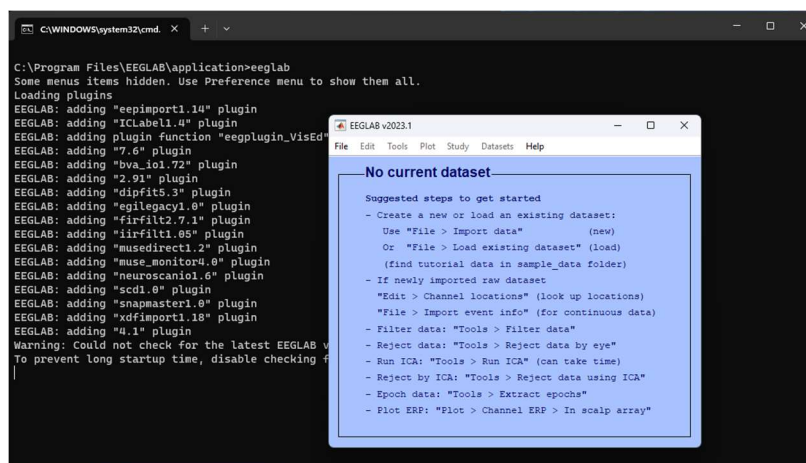 C:\WINDOWS\system32\cmd.
C:\Program Files\EEGLAB\application>eeglab
Some menus items hidden. Use Preference menu to show them all.
Loading plugins
EEGLAB: adding "eepimport1.14" plugin
EEGLAB: adding "ICLabel1.4" plugin
EEGLAB: adding plugin function "eegplugin_VisEd"
EEGLAB: adding "7.6" plugin
EEGLAB: adding "bva_io1.72" plugin
EEGLAB: adding "2.91" plugin
EEGLAB: adding "dipfit5.3" plugin
EEGLAB: adding "egilegacy1.0" plugin
EEGLAB: adding "firfilt2.7.1" plugin
EEGLAB: adding "iirfilt1.05" plugin
EEGLAB: adding "musedirect1.2" plugin
EEGLAB: adding "muse_monitor4.0" plugin
EEGLAB: adding "neuroscanio1.6" plugin
EEGLAB: adding "scd1.0" plugin
EEGLAB: adding "snapmaster1.0" plugin
EEGLAB: adding "xdfimport1.18" plugin
EEGLAB: adding "4.1" plugin
Warning: Could not check for the latest EEGLAB v
To prevent long startup time, disable checking f
EEGLAB v2023.1
File Edit Tools Plot Study Datasets Help
No current dataset
Suggested steps to get started
- Create a new or load an existing dataset:
Use "File > Import data" (new)
Or "File > Load existing dataset" (load)
(find tutorial data in sample_data folder)
- If newly imported raw dataset
"Edit > Channel locations" (look up locations)
"File > Import event info" (for continuous data)
- Filter data: "Tools > Filter data"
- Reject data: "Tools > Reject data by eye"
- Run ICA: "Tools > Run ICA" (can take time)
- Reject by ICA: "Tools > Reject data using ICA"
- Epoch data: "Tools > Extract epochs"
- Plot ERP: "Plot > Channel ERP > In scalp array"